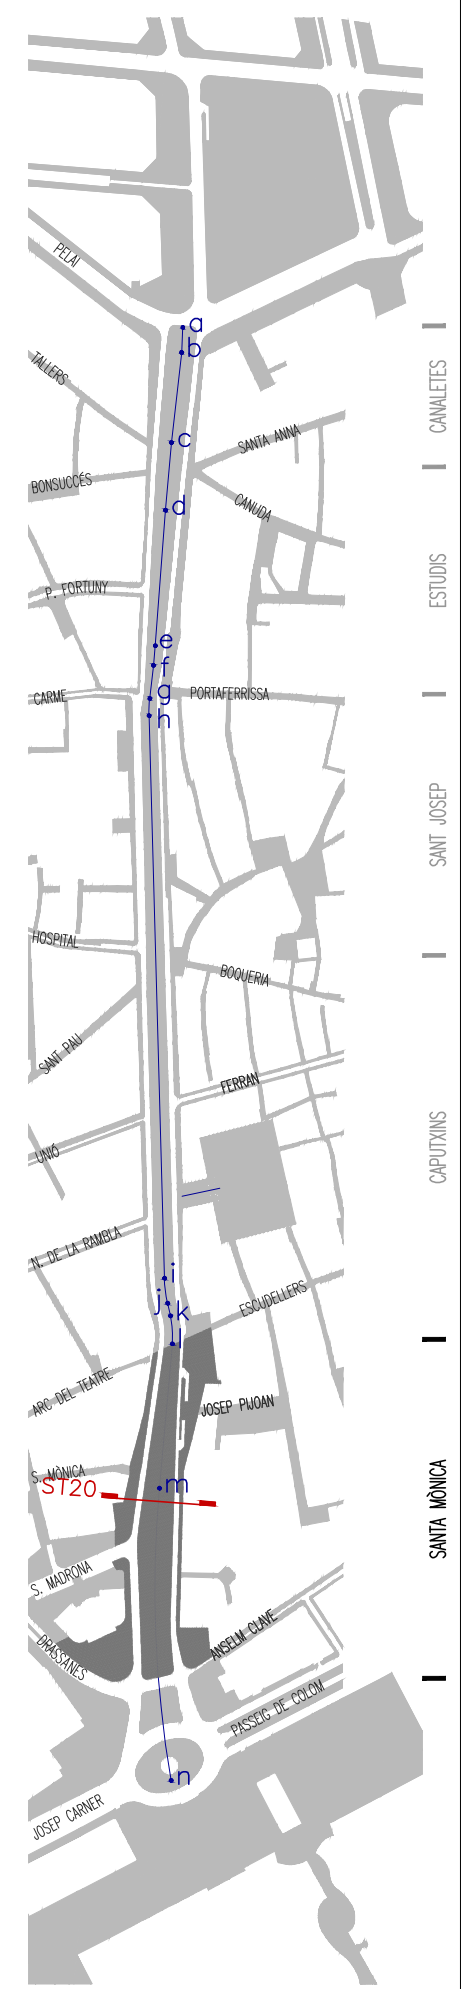 PELAI
a
b
TALLERS
CANALETES
c
SANTA ANNA
BONSUCCÉS
CANUDA
d
ESTUDIS
P. FORTUNY
e
f
g
CARME
PORTAFERRISSA
h
SANT JOSEP
HOSPITAL
BOQUERIA
SANT PAU
FERRAN
CAPUTXINS
UNIÓ
N. DE LA RAMBLA
i
j
k
ESCUDELLERS
l
ARC DEL TEATRE
JOSEP PIJOAN
S. MÒNICA
m
ST20
SANTA MÒNICA
S. MADRONA
DRASSANES
ANSELM CLAVE
PASSEIG DE COLOM
n
JOSEP CARNER